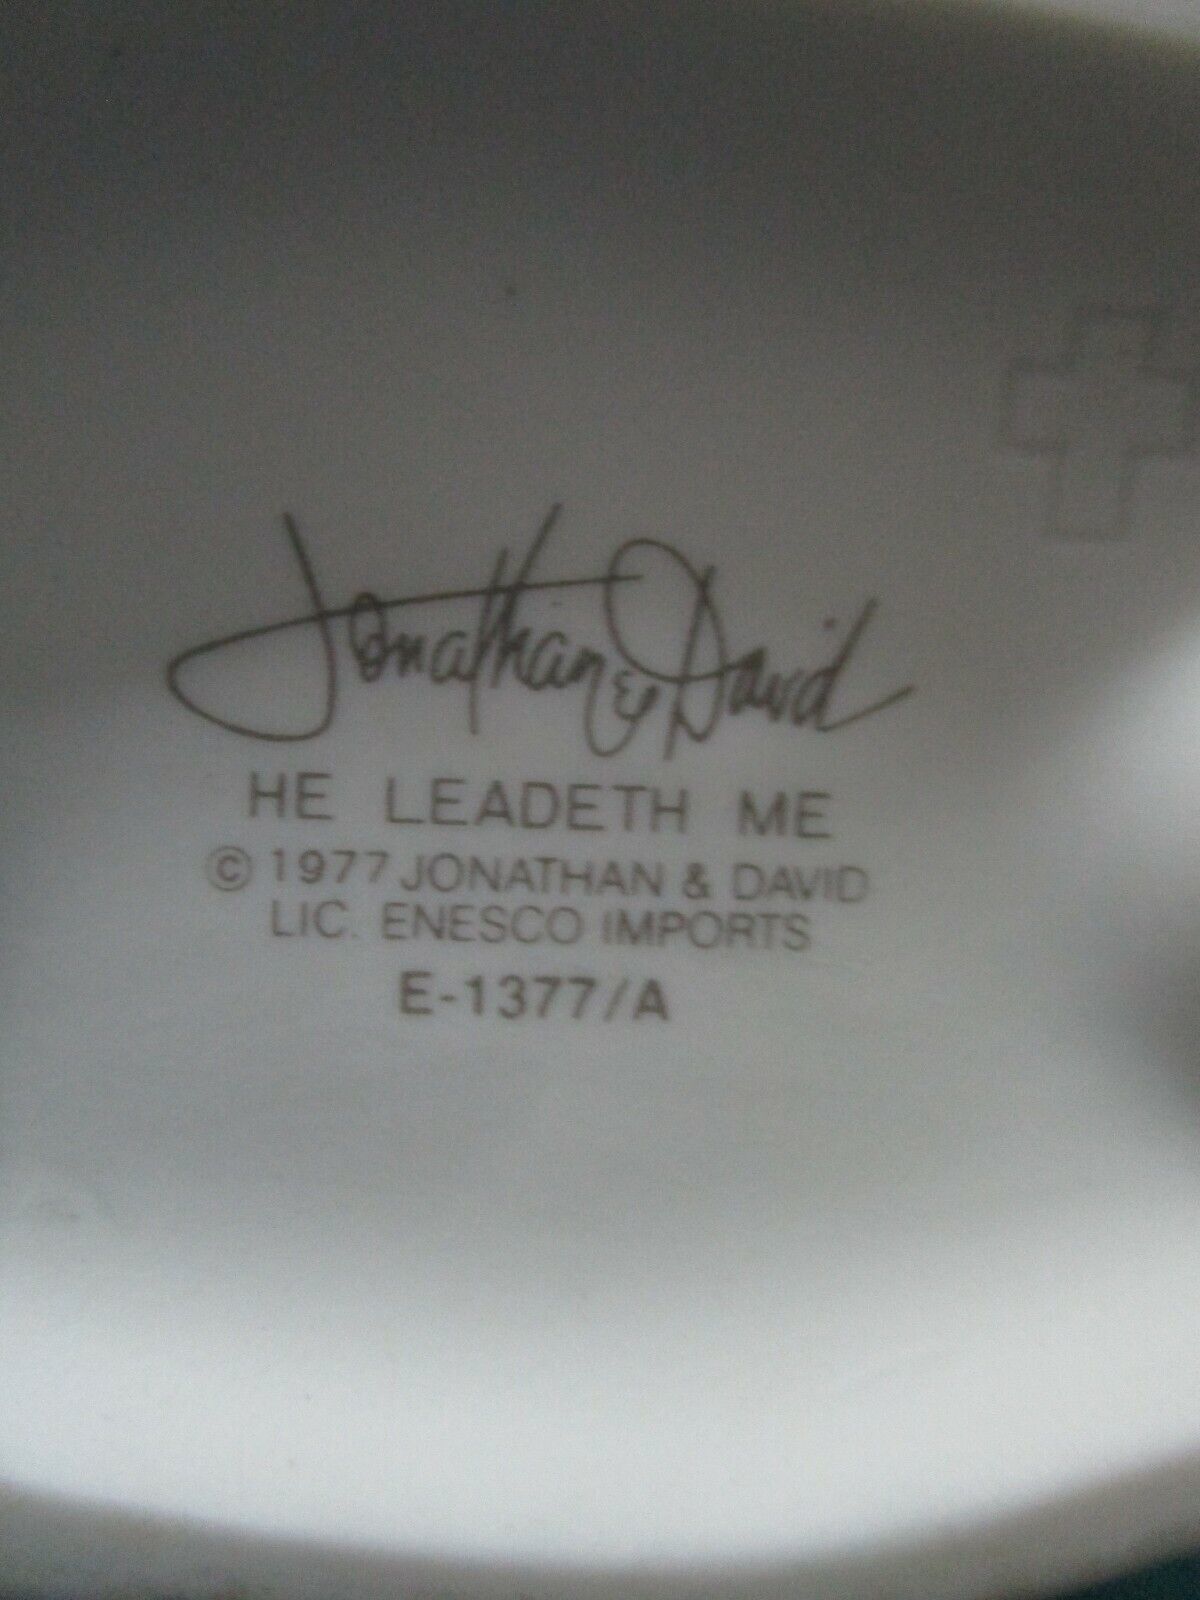 Jonathan & David
HE LEADETH ME
© 1977 JONATHAN & DAVID
LIC. ENESCO IMPORTS
E-1377/A